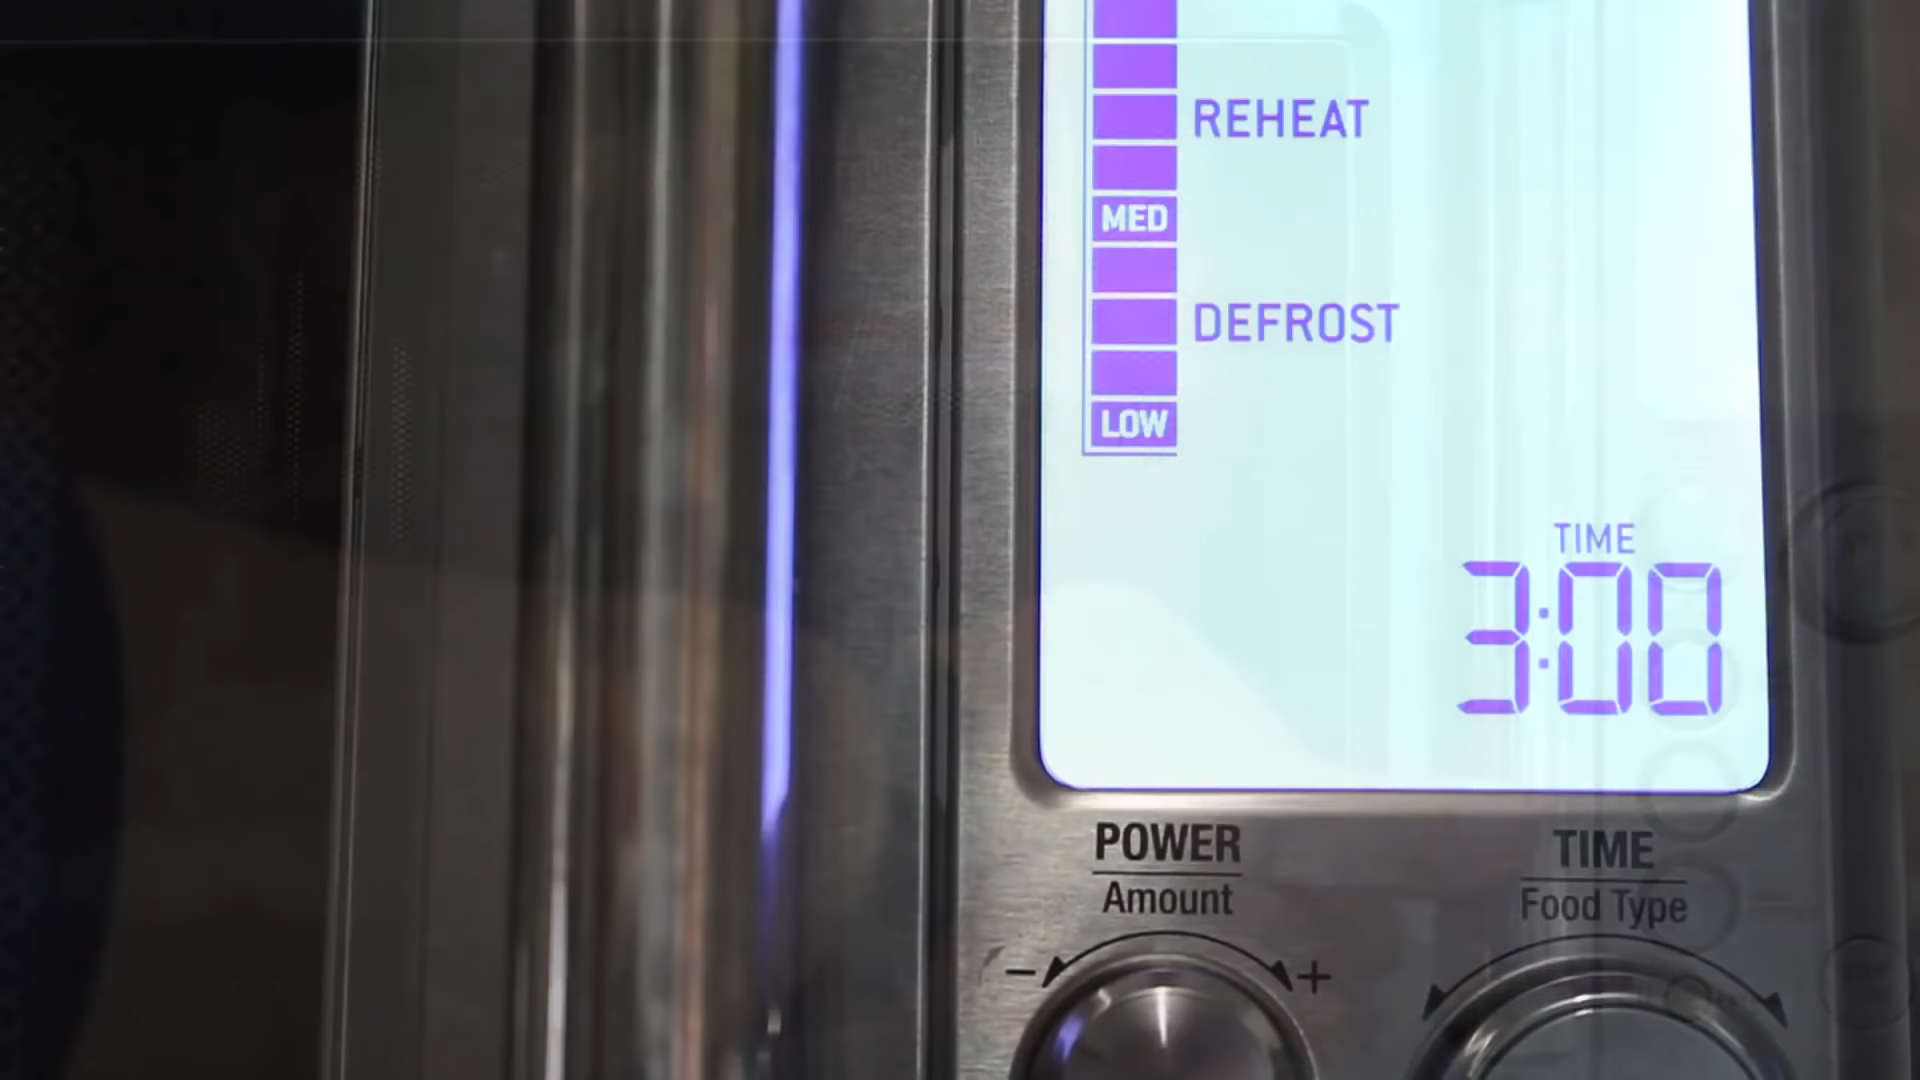 REHEAT
MED
DEFROST
LOW
TIME
3:00
POWER
Amount
TIME
Food Type
- +